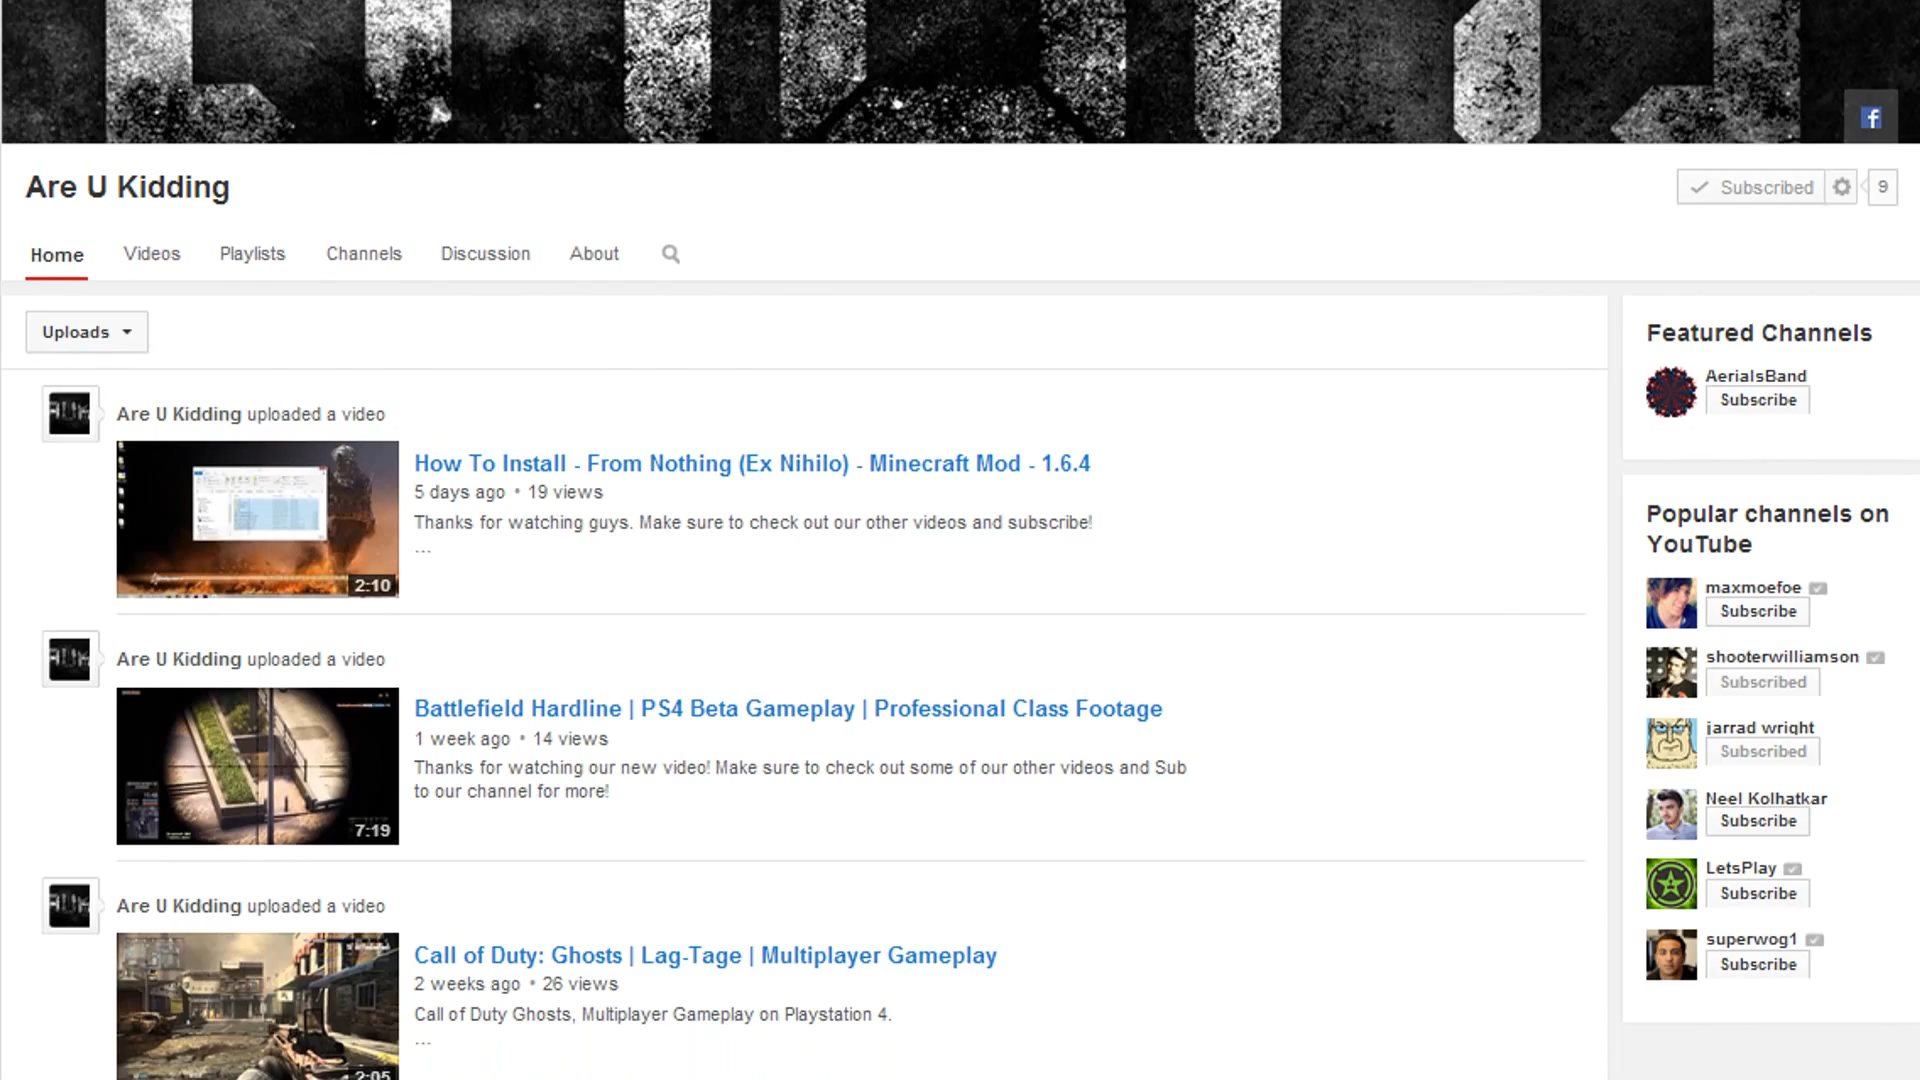 Are U Kidding
Subscribed
9
Home
Videos
Playlists
Channels
Discussion
About
Uploads
Are U Kidding uploaded a video
2:10
How To Install - From Nothing (Ex Nihilo) - Minecraft Mod - 1.6.4
5 days ago • 19 views
Thanks for watching guys. Make sure to check out our other videos and subscribe!
...
Are U Kidding uploaded a video
7:19
Battlefield Hardline | PS4 Beta Gameplay | Professional Class Footage
1 week ago • 14 views
Thanks for watching our new video! Make sure to check out some of our other videos and Sub
to our channel for more!
Are U Kidding uploaded a video
2:05
Call of Duty: Ghosts | Lag-Tage | Multiplayer Gameplay
2 weeks ago • 26 views
Call of Duty Ghosts, Multiplayer Gameplay on Playstation 4.
...
Featured Channels
AerialsBand
Subscribe
Popular channels on
YouTube
maxmoefoe
Subscribe
shooterwilliamson
Subscribed
jarrad wright
Subscribed
Neel Kolhatkar
Subscribe
LetsPlay
Subscribe
superwog1
Subscribe